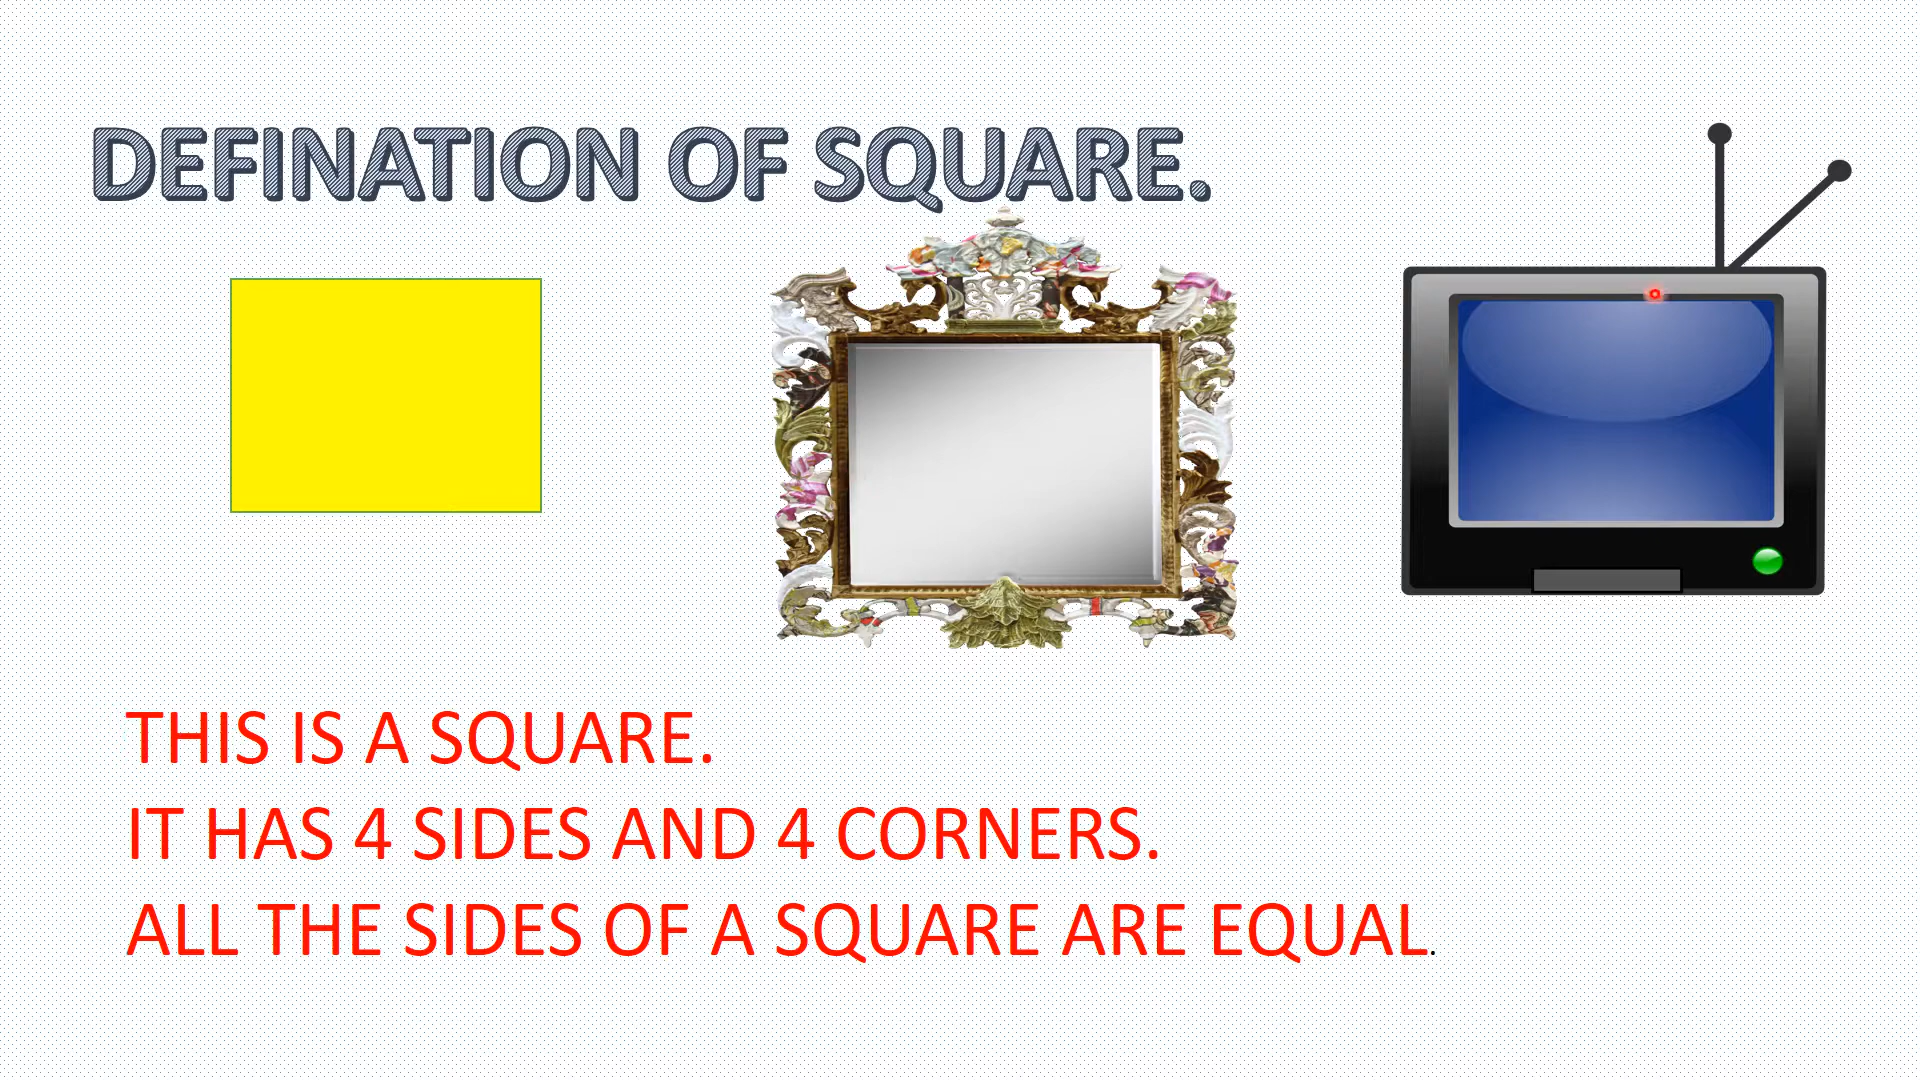 DEFINATION OF SQUARE.
THIS IS A SQUARE.
IT HAS 4 SIDES AND 4 CORNERS.
ALL THE SIDES OF A SQUARE ARE EQUAL.